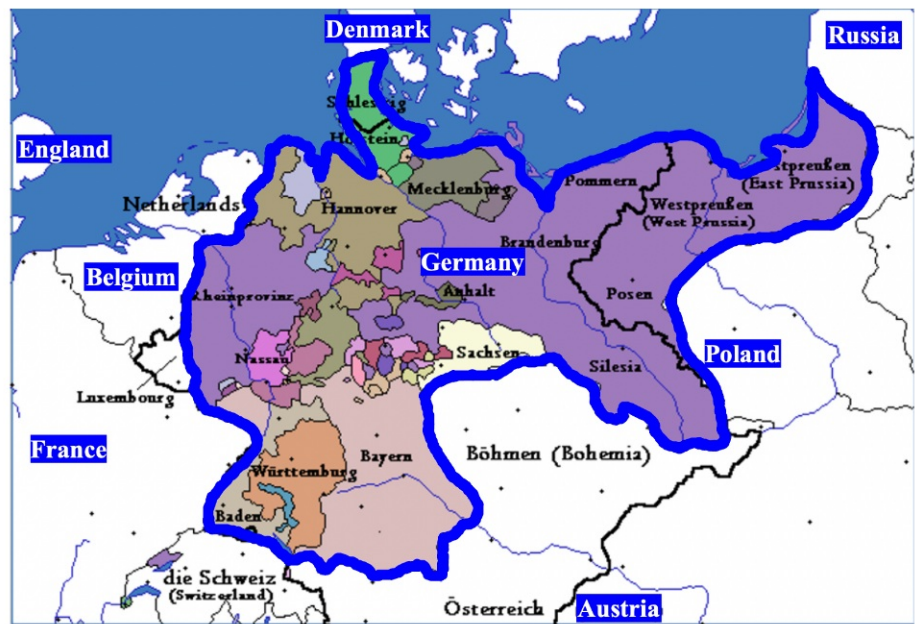 Denmark
Russia
Schleswig
Holstein
England
Netherlands
Hannover
Mecklenburg
Pommern
Westpreußen
(West Prussia)
stpreußen
(East Prussia)
Brandenburg
Belgium
Germany
Rheinprovinz
Anhalt
Posen
Nassau
Sachsen
Silesia
Poland
Luxembourg
France
Württemburg
Bayern
Böhmen (Bohemia)
Baden
die Schweiz
(Switzerland)
Österreich
Austria